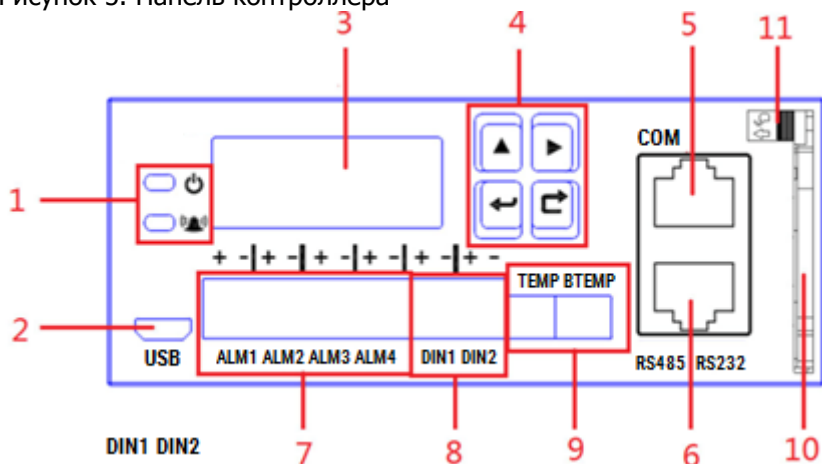 Рисунок 3. Панель контроллера
3 4 5 11
COM
1
+ - + - + - + - + - + -
TEMP BTEMP
2
USB ALM1 ALM2 ALM3 ALM4 DIN1 DIN2
RS485 RS232
DIN1 DIN2
7 8 9 6 10